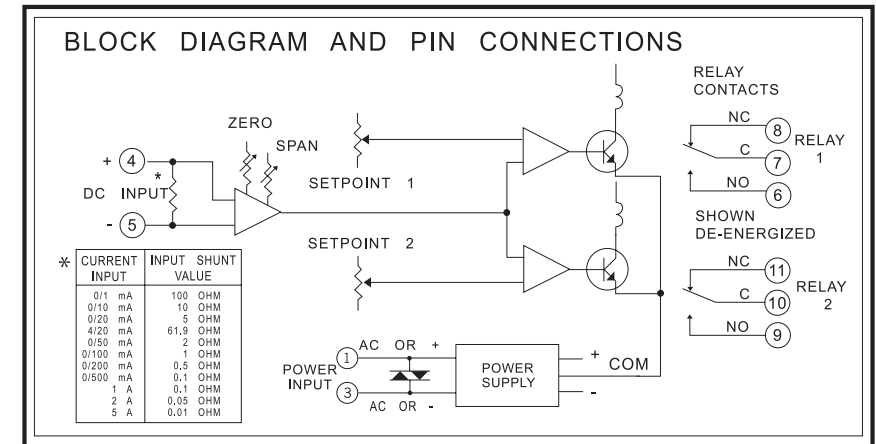 BLOCK DIAGRAM AND PIN CONNECTIONS
RELAY
CONTACTS
ZERO
SPAN
SETPOINT 1
NC
8
C
7
NO
6
RELAY
1
+ 4
*
DC INPUT
- 5
SETPOINT 2
SHOWN
DE-ENERGIZED
NC
11
C
10
NO
9
RELAY
2
* CURRENT INPUT INPUT SHUNT VALUE
0/1 mA 100 OHM
0/10 mA 10 OHM
0/20 mA 5 OHM
4/20 mA 61,9 OHM
0/50 mA 2 OHM
0/100 mA 1 OHM
0/200 mA 0.5 OHM
0/500 mA 0.1 OHM
1 A 0.1 OHM
2 A 0.05 OHM
5 A 0.01 OHM
POWER
INPUT
1
AC OR +
3
AC OR -
POWER
SUPPLY
+
COM
-